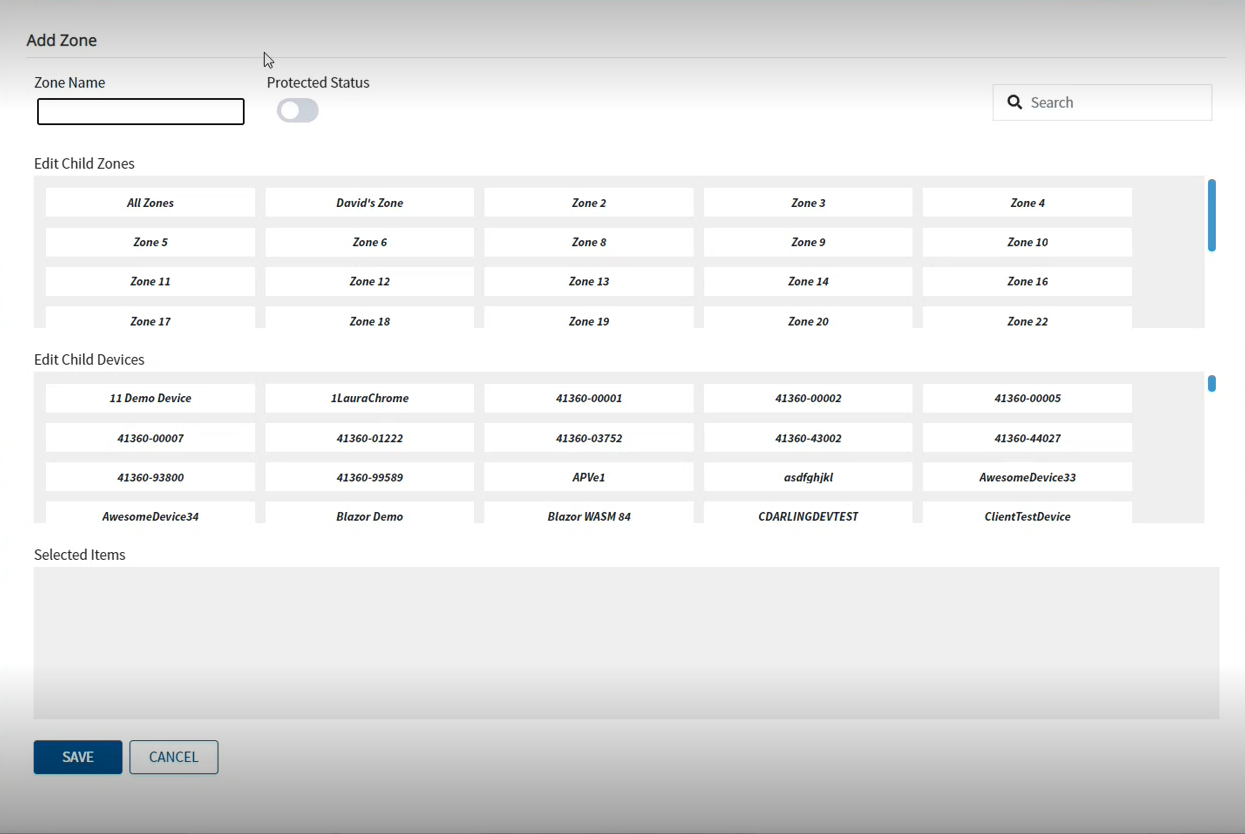 Add Zone
Zone Name
Protected Status
Search
Edit Child Zones
All Zones David's Zone Zone 2 Zone 3 Zone 4
Zone 5 Zone 6 Zone 8 Zone 9 Zone 10
Zone 11 Zone 12 Zone 13 Zone 14 Zone 16
Zone 17 Zone 18 Zone 19 Zone 20 Zone 22
Edit Child Devices
11 Demo Device 1LauraChrome 41360-00001 41360-00002 41360-00005
41360-00007 41360-01222 41360-03752 41360-43002 41360-44027
41360-93800 41360-99589 APVe1 asdfghjkl AwesomeDevice33
AwesomeDevice34 Blazor Demo Blazor WASM 84 CDARLINGDEVTEST ClientTestDevice
Selected Items
SAVE CANCEL